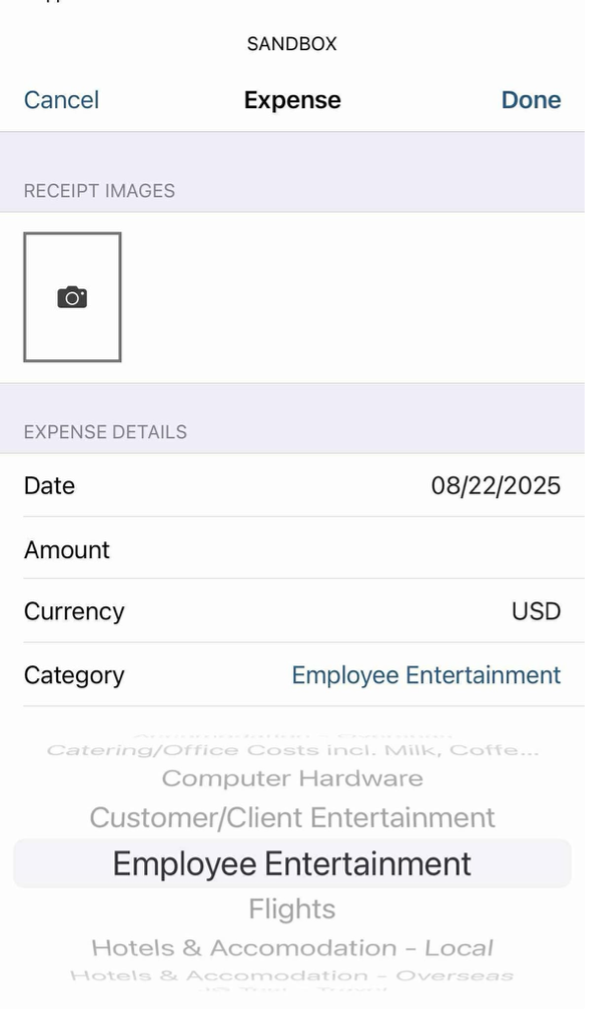 SANDBOX
Cancel Expense Done
RECEIPT IMAGES
EXPENSE DETAILS
Date 08/22/2025
Amount
Currency USD
Category Employee Entertainment
Catering/Office Costs incl. Milk, Coffe...
Computer Hardware
Customer/Client Entertainment
Employee Entertainment
Flights
Hotels & Accomodation - Local
Hotels & Accomodation - Overseas